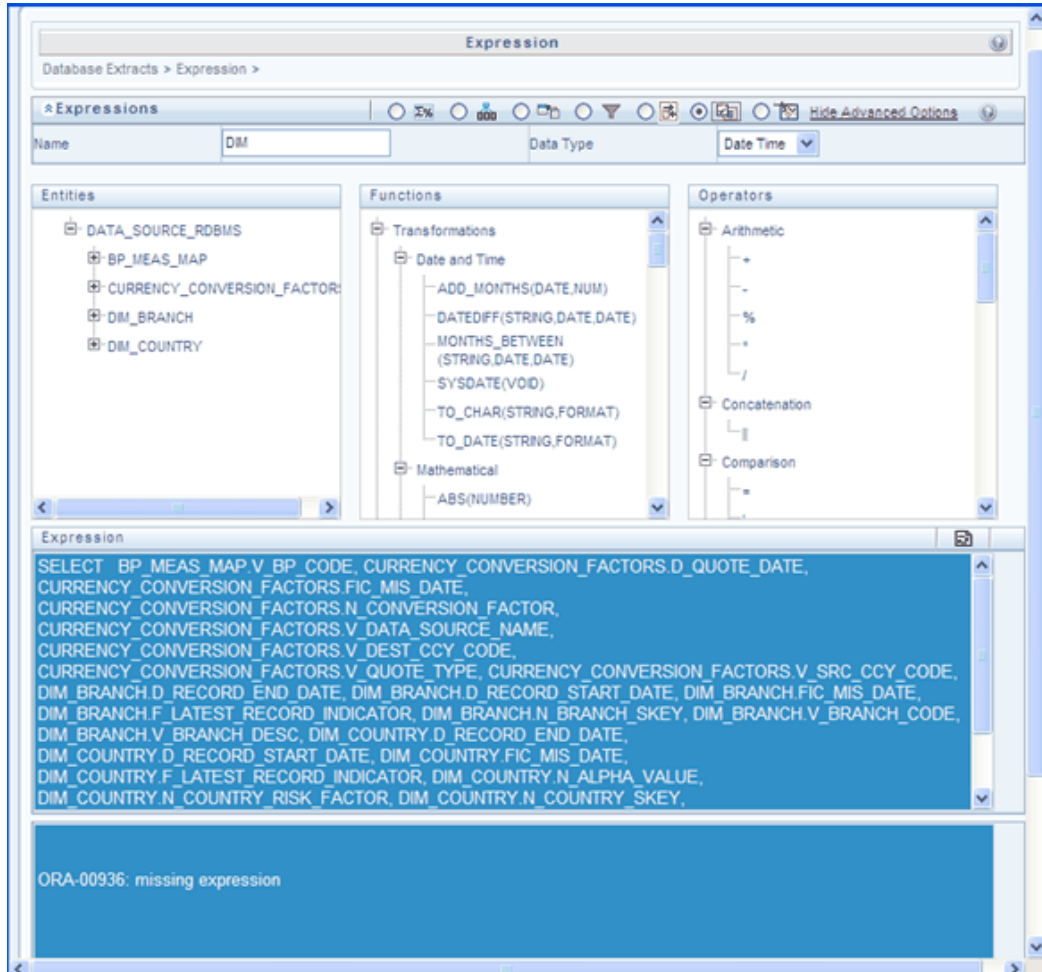 Expression
Database Extracts > Expression >
Expressions
Σ%
Hide Advanced Options
Name
DIM
Data Type
Date Time
Entities
DATA_SOURCE_RDBMS
BP_MEAS_MAP
CURRENCY_CONVERSION_FACTORS
DIM_BRANCH
DIM_COUNTRY
Functions
Transformations
Date and Time
ADD_MONTHS(DATE,NUM)
DATEDIFF(STRING,DATE,DATE)
MONTHS_BETWEEN
(STRING,DATE,DATE)
SYSDATE(VOID)
TO_CHAR(STRING,FORMAT)
TO_DATE(STRING,FORMAT)
Mathematical
ABS(NUMBER)
Operators
Arithmetic
+
-
%
*
/
Concatenation
||
Comparison
=
Expression
SELECT BP_MEAS_MAP.V_BP_CODE, CURRENCY_CONVERSION_FACTORS.D_QUOTE_DATE,
CURRENCY_CONVERSION_FACTORS.FIC_MIS_DATE,
CURRENCY_CONVERSION_FACTORS.N_CONVERSION_FACTOR,
CURRENCY_CONVERSION_FACTORS.V_DATA_SOURCE_NAME,
CURRENCY_CONVERSION_FACTORS.V_DEST_CCY_CODE,
CURRENCY_CONVERSION_FACTORS.V_QUOTE_TYPE, CURRENCY_CONVERSION_FACTORS.V_SRC_CCY_CODE,
DIM_BRANCH.D_RECORD_END_DATE, DIM_BRANCH.D_RECORD_START_DATE, DIM_BRANCH.FIC_MIS_DATE,
DIM_BRANCH.F_LATEST_RECORD_INDICATOR, DIM_BRANCH.N_BRANCH_SKEY, DIM_BRANCH.V_BRANCH_CODE,
DIM_BRANCH.V_BRANCH_DESC, DIM_COUNTRY.D_RECORD_END_DATE,
DIM_COUNTRY.D_RECORD_START_DATE, DIM_COUNTRY.FIC_MIS_DATE,
DIM_COUNTRY.F_LATEST_RECORD_INDICATOR, DIM_COUNTRY.N_ALPHA_VALUE,
DIM_COUNTRY.N_COUNTRY_RISK_FACTOR, DIM_COUNTRY.N_COUNTRY_SKEY,
ORA-00936: missing expression